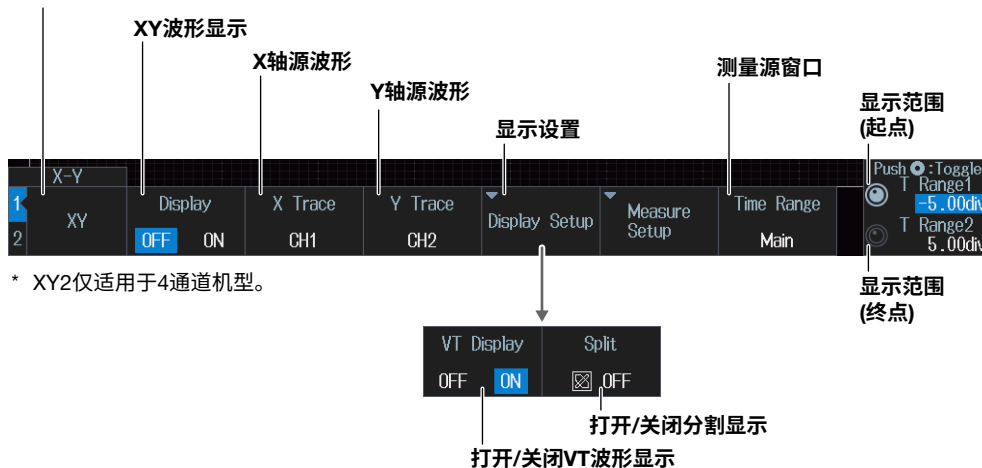 XY波形显示
X轴源波形
Y轴源波形
显示设置
测量源窗口
显示范围
(起点)
X-Y
1
2
XY
Display
OFF ON
X Trace
CH1
Y Trace
CH2
Display Setup
Measure
Setup
Time Range
Main
Push :Toggle
T Range1
-5.00div
T Range2
5.00div
* XY2仅适用于4通道机型。
显示范围
(终点)
VT Display
OFF ON
Split
OFF
打开/关闭分割显示
打开/关闭VT波形显示